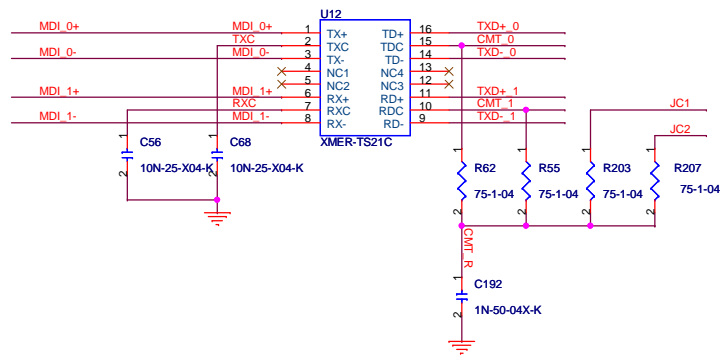 U12
MDI_0+ MDI_0+ 1 TX+ TD+ 16 TXD+_0
TXC 2 TXC TDC 15 CMT_0
MDI_0- MDI_0- 3 TX- TD- 14 TXD-_0
4 NC1 NC4 13
5 NC2 NC3 12
MDI_1+ MDI_1+ 6 RX+ RD+ 11 TXD+_1
RXC 7 RXC RDC 10 CMT_1
MDI_1- MDI_1- 8 RX- RD- 9 TXD-_1
XMER-TS21C
JC1
JC2
1 C56 1 C68
10N-25-X04-K 10N-25-X04-K
2 2
1 R62 1 R55 1 R203 1 R207
75-1-04 75-1-04 75-1-04 75-1-04
2 2 2 2
CMT_R
1 C192
1N-50-04X-K
2